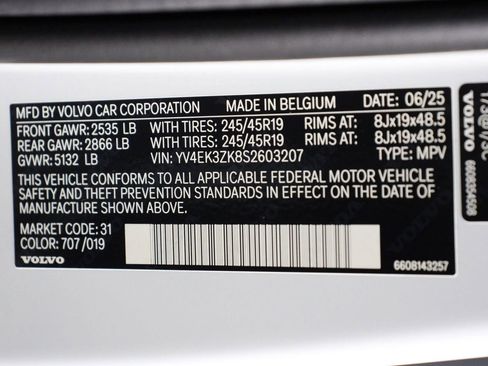 MFD BY VOLVO CAR CORPORATION MADE IN BELGIUM DATE: 06/25
FRONT GAWR: 2535 LB WITH TIRES: 245/45R19 RIMS AT: 8Jx19x48.5
REAR GAWR: 2866 LB WITH TIRES: 245/45R19 RIMS AT: 8Jx19x48.5
GVWR: 5132 LB VIN: YV4EK3ZK8S2603207 TYPE: MPV
THIS VEHICLE CONFORMS TO ALL APPLICABLE FEDERAL MOTOR VEHICLE
SAFETY AND THEFT PREVENTION STANDARDS IN EFFECT ON THE DATE
OF MANUFACTURE SHOWN ABOVE.
MARKET CODE: 31
COLOR: 707 /019
VOLVO
6608143257
VOLVO